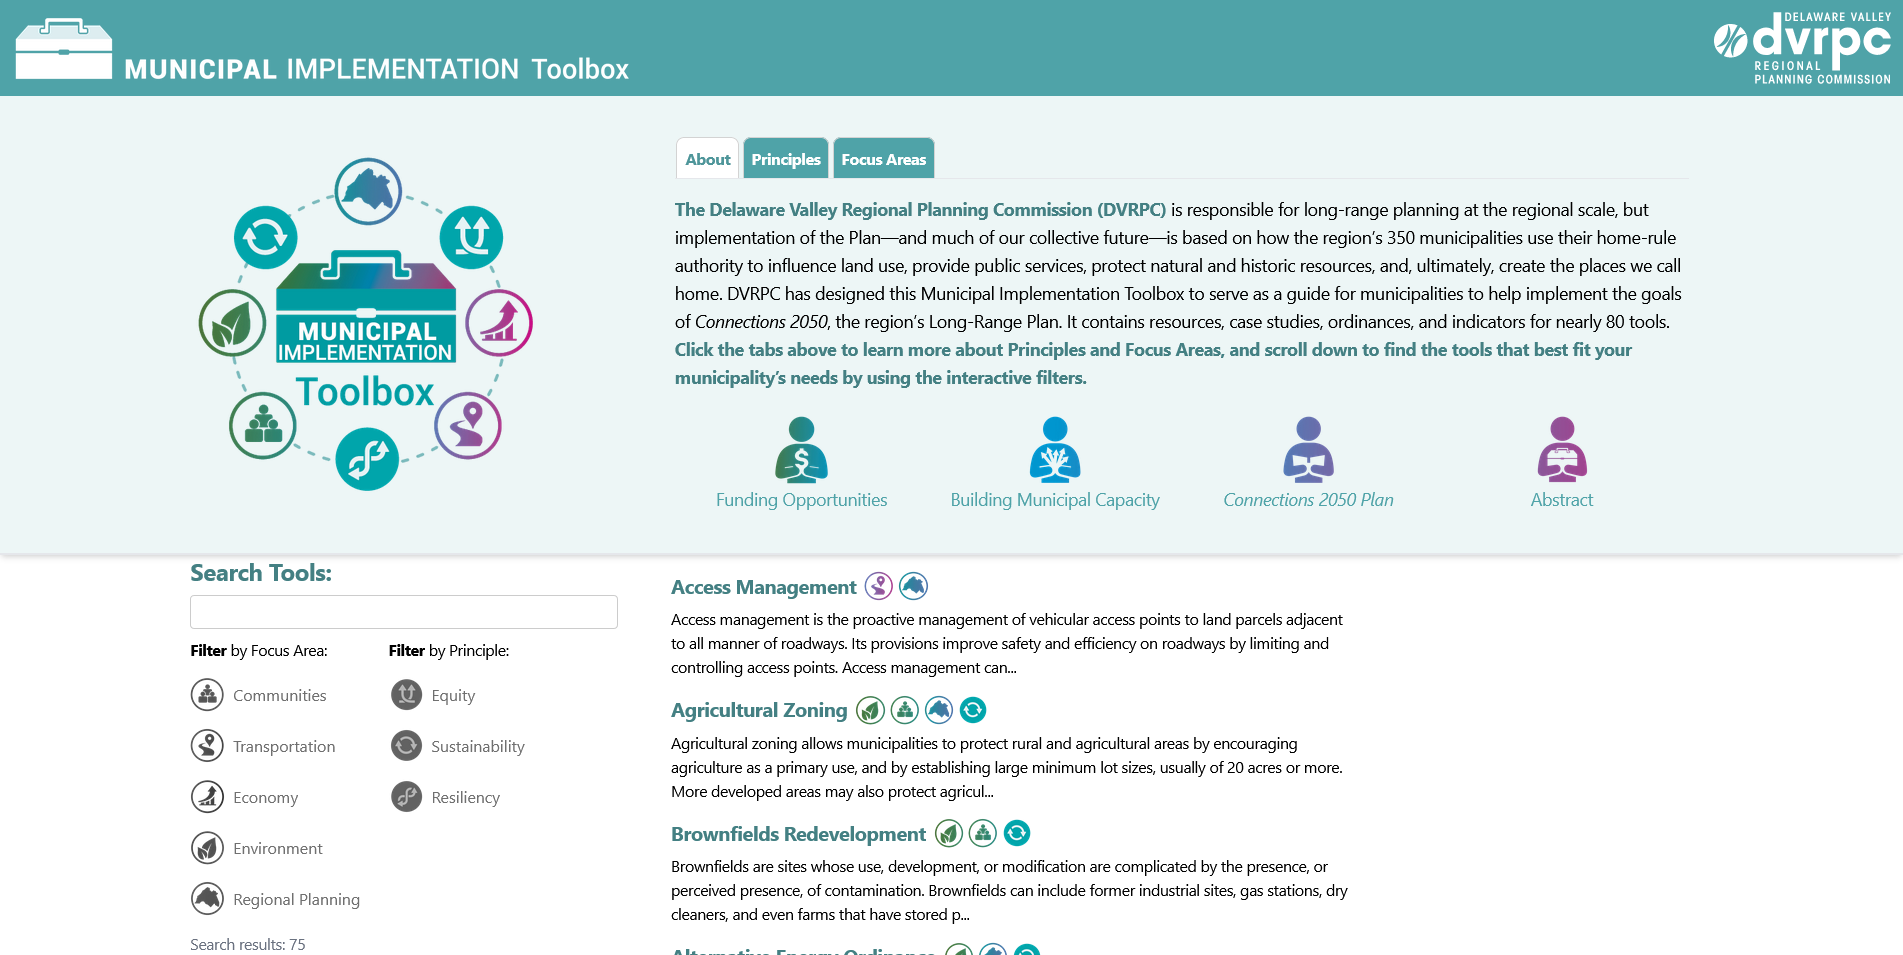 MUNICIPAL IMPLEMENTATION Toolbox
DELAWARE VALLEY
dvrpc
REGIONAL
PLANNING COMMISSION
MUNICIPAL
IMPLEMENTATION
Toolbox
About Principles Focus Areas
The Delaware Valley Regional Planning Commission (DVRPC) is responsible for long-range planning at the regional scale, but
implementation of the Plan—and much of our collective future—is based on how the region’s 350 municipalities use their home-rule
authority to influence land use, provide public services, protect natural and historic resources, and, ultimately, create the places we call
home. DVRPC has designed this Municipal Implementation Toolbox to serve as a guide for municipalities to help implement the goals
of Connections 2050, the region’s Long-Range Plan. It contains resources, case studies, ordinances, and indicators for nearly 80 tools.
Click the tabs above to learn more about Principles and Focus Areas, and scroll down to find the tools that best fit your
municipality’s needs by using the interactive filters.
Funding Opportunities Building Municipal Capacity Connections 2050 Plan Abstract
Search Tools:
Filter by Focus Area: Filter by Principle:
Communities Equity
Transportation Sustainability
Economy Resiliency
Environment
Regional Planning
Search results: 75
Access Management
Access management is the proactive management of vehicular access points to land parcels adjacent
to all manner of roadways. Its provisions improve safety and efficiency on roadways by limiting and
controlling access points. Access management can...
Agricultural Zoning
Agricultural zoning allows municipalities to protect rural and agricultural areas by encouraging
agriculture as a primary use, and by establishing large minimum lot sizes, usually of 20 acres or more.
More developed areas may also protect agricul...
Brownfields Redevelopment
Brownfields are sites whose use, development, or modification are complicated by the presence, or
perceived presence, of contamination. Brownfields can include former industrial sites, gas stations, dry
cleaners, and even farms that have stored p...
Alternative Energy Ordinance